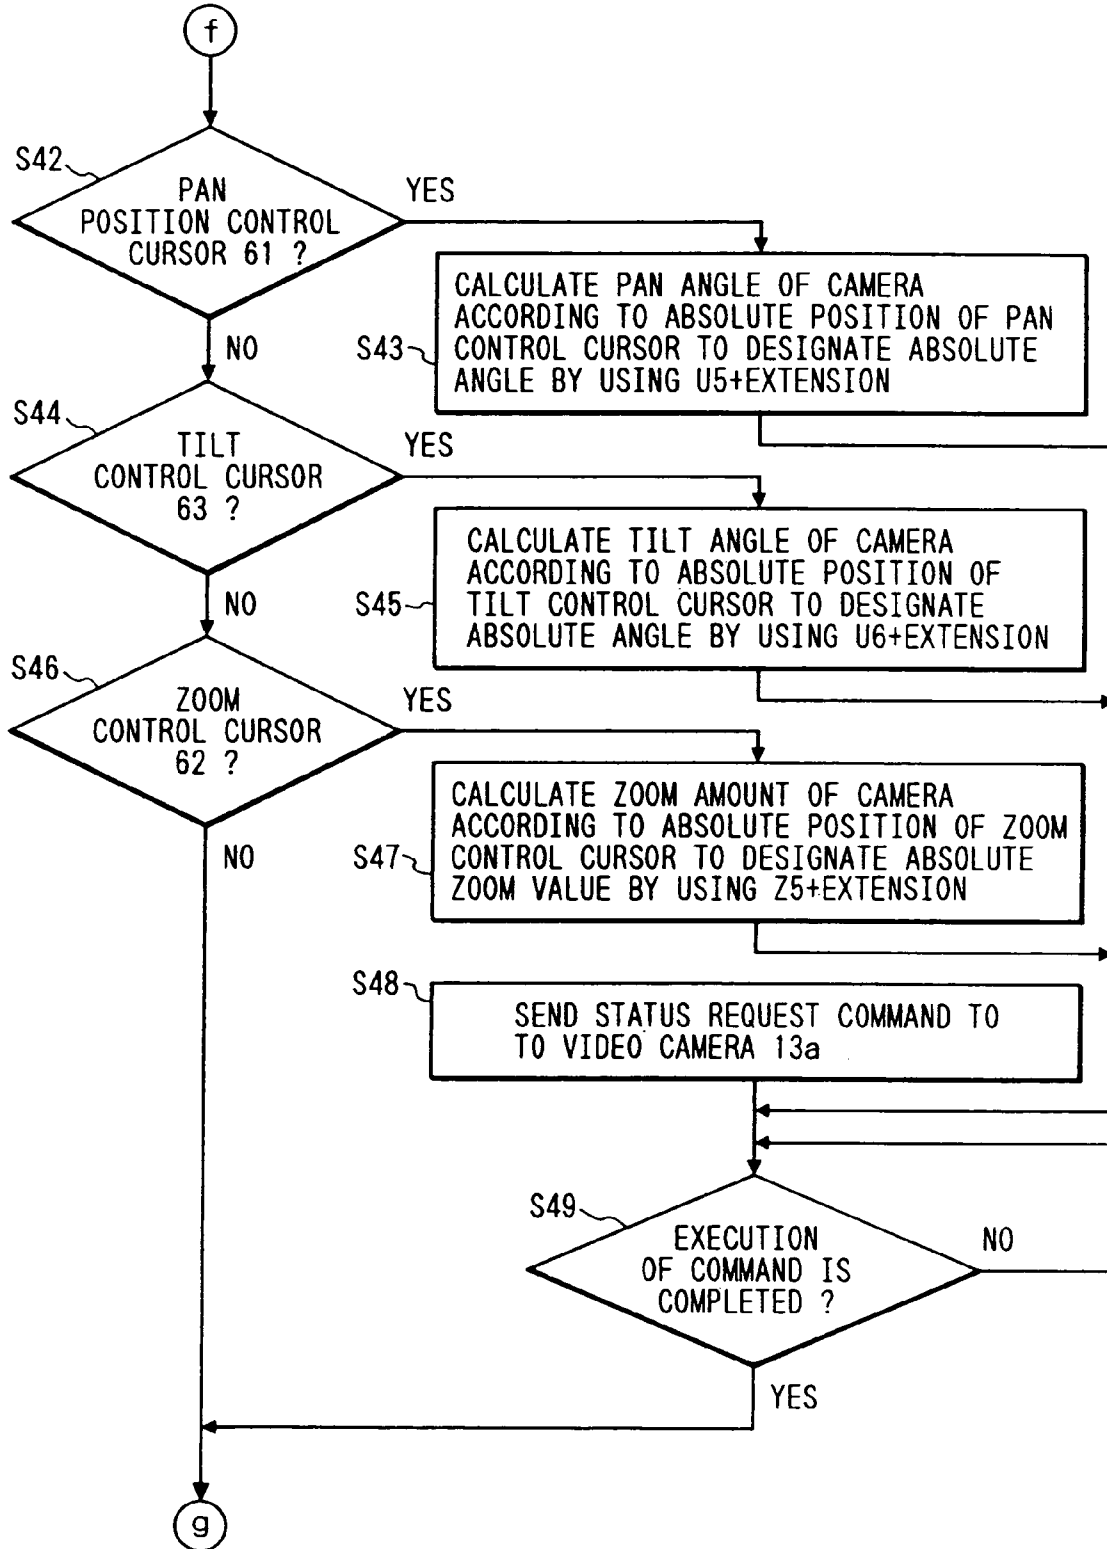 f
S42
PAN
POSITION CONTROL
CURSOR 61 ?
YES
NO
S43
CALCULATE PAN ANGLE OF CAMERA
ACCORDING TO ABSOLUTE POSITION OF PAN
CONTROL CURSOR TO DESIGNATE ABSOLUTE
ANGLE BY USING U5+EXTENSION
S44
TILT
CONTROL CURSOR
63 ?
YES
NO
S45
CALCULATE TILT ANGLE OF CAMERA
ACCORDING TO ABSOLUTE POSITION OF
TILT CONTROL CURSOR TO DESIGNATE
ABSOLUTE ANGLE BY USING U6+EXTENSION
S46
ZOOM
CONTROL CURSOR
62 ?
YES
NO
S47
CALCULATE ZOOM AMOUNT OF CAMERA
ACCORDING TO ABSOLUTE POSITION OF ZOOM
CONTROL CURSOR TO DESIGNATE ABSOLUTE
ZOOM VALUE BY USING Z5+EXTENSION
S48
SEND STATUS REQUEST COMMAND TO
TO VIDEO CAMERA 13a
S49
EXECUTION
OF COMMAND IS
COMPLETED ?
NO
YES
g